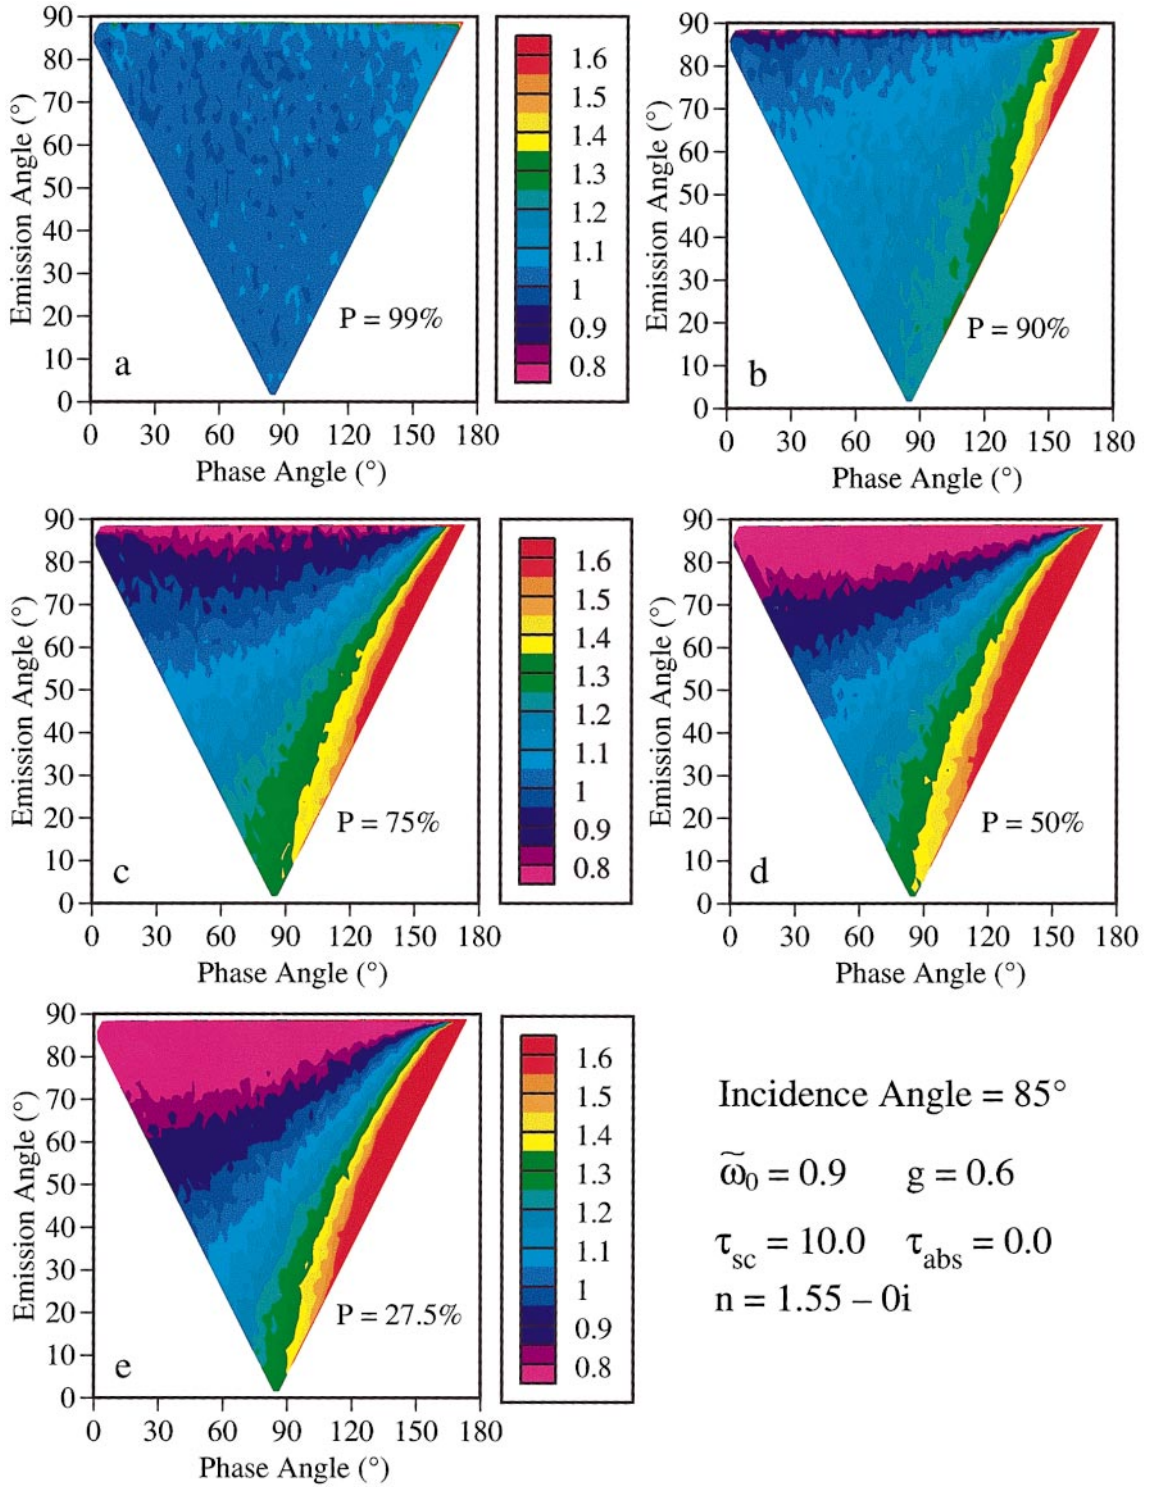 90
80
70
60
50
40
30
20
10
0
Emission Angle (°)
0 30 60 90 120 150 180
Phase Angle (°)
P = 99%
a
1.6
1.5
1.4
1.3
1.2
1.1
1
0.9
0.8
90
80
70
60
50
40
30
20
10
0
Emission Angle (°)
0 30 60 90 120 150 180
Phase Angle (°)
P = 90%
b
90
80
70
60
50
40
30
20
10
0
Emission Angle (°)
0 30 60 90 120 150 180
Phase Angle (°)
P = 75%
c
1.6
1.5
1.4
1.3
1.2
1.1
1
0.9
0.8
90
80
70
60
50
40
30
20
10
0
Emission Angle (°)
0 30 60 90 120 150 180
Phase Angle (°)
P = 50%
d
90
80
70
60
50
40
30
20
10
0
Emission Angle (°)
0 30 60 90 120 150 180
Phase Angle (°)
P = 27.5%
e
1.6
1.5
1.4
1.3
1.2
1.1
1
0.9
0.8
Incidence Angle = 85°
ω̃₀ = 0.9 g = 0.6
τsc = 10.0 τabs = 0.0
n = 1.55 – 0i